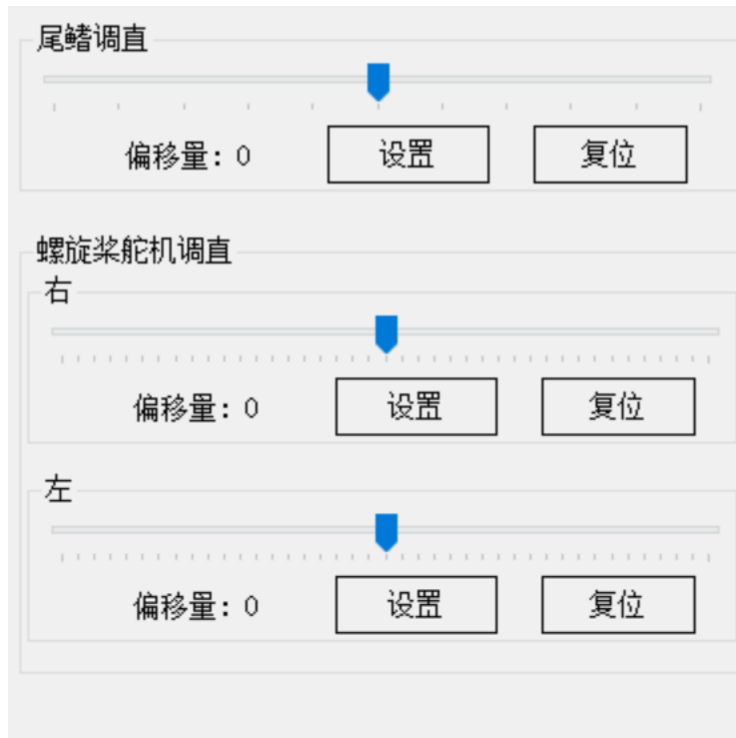 尾鳍调直
偏移量: 0 设置 复位
螺旋桨舵机调直
右
偏移量: 0 设置 复位
左
偏移量: 0 设置 复位